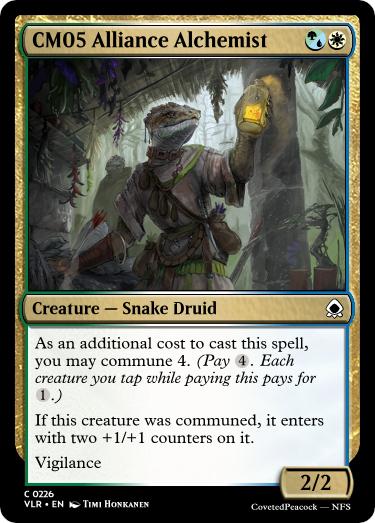 CM05 Alliance Alchemist
Creature — Snake Druid
As an additional cost to cast this spell,
you may commune 4. (Pay 4. Each
creature you tap while paying this pays for
1.)
If this creature was communed, it enters
with two +1/+1 counters on it.
Vigilance
2/2
C 0226
VLR • EN Timi Honkanen
CovetedPeacock — NFS